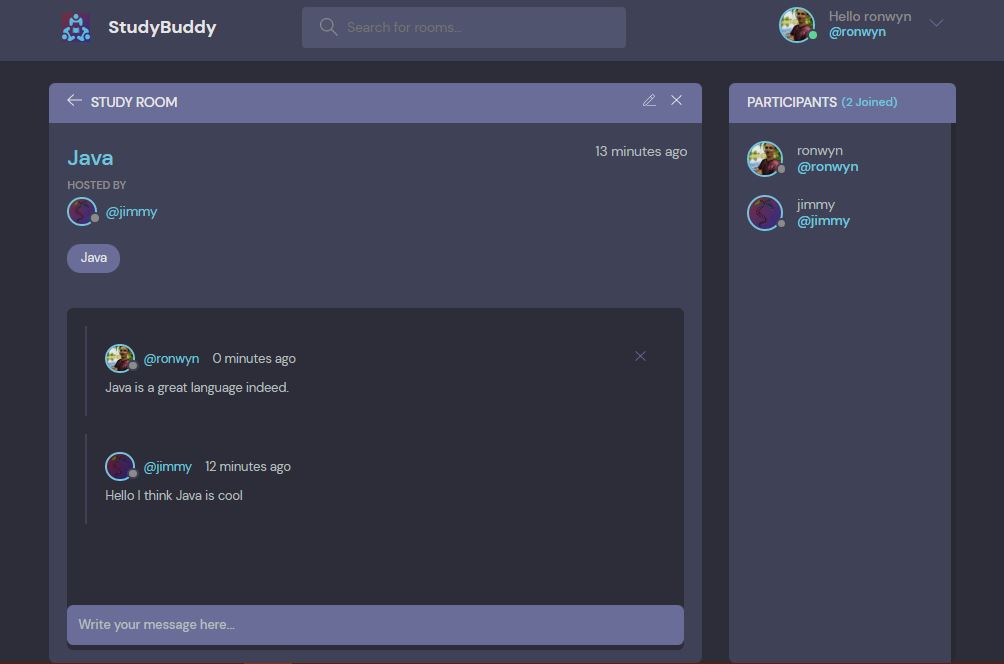 StudyBuddy
Search for rooms...
Hello ronwyn
@ronwyn
STUDY ROOM
Java
13 minutes ago
HOSTED BY
@jimmy
Java
@ronwyn 0 minutes ago
Java is a great language indeed.
@jimmy 12 minutes ago
Hello I think Java is cool
Write your message here...
PARTICIPANTS (2 Joined)
ronwyn
@ronwyn
jimmy
@jimmy